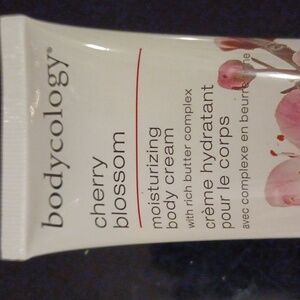 bodycology®
cherry
blossom
moisturizing
body cream
with rich butter complex
crème hydratant
pour le corps
avec complexe en beurre